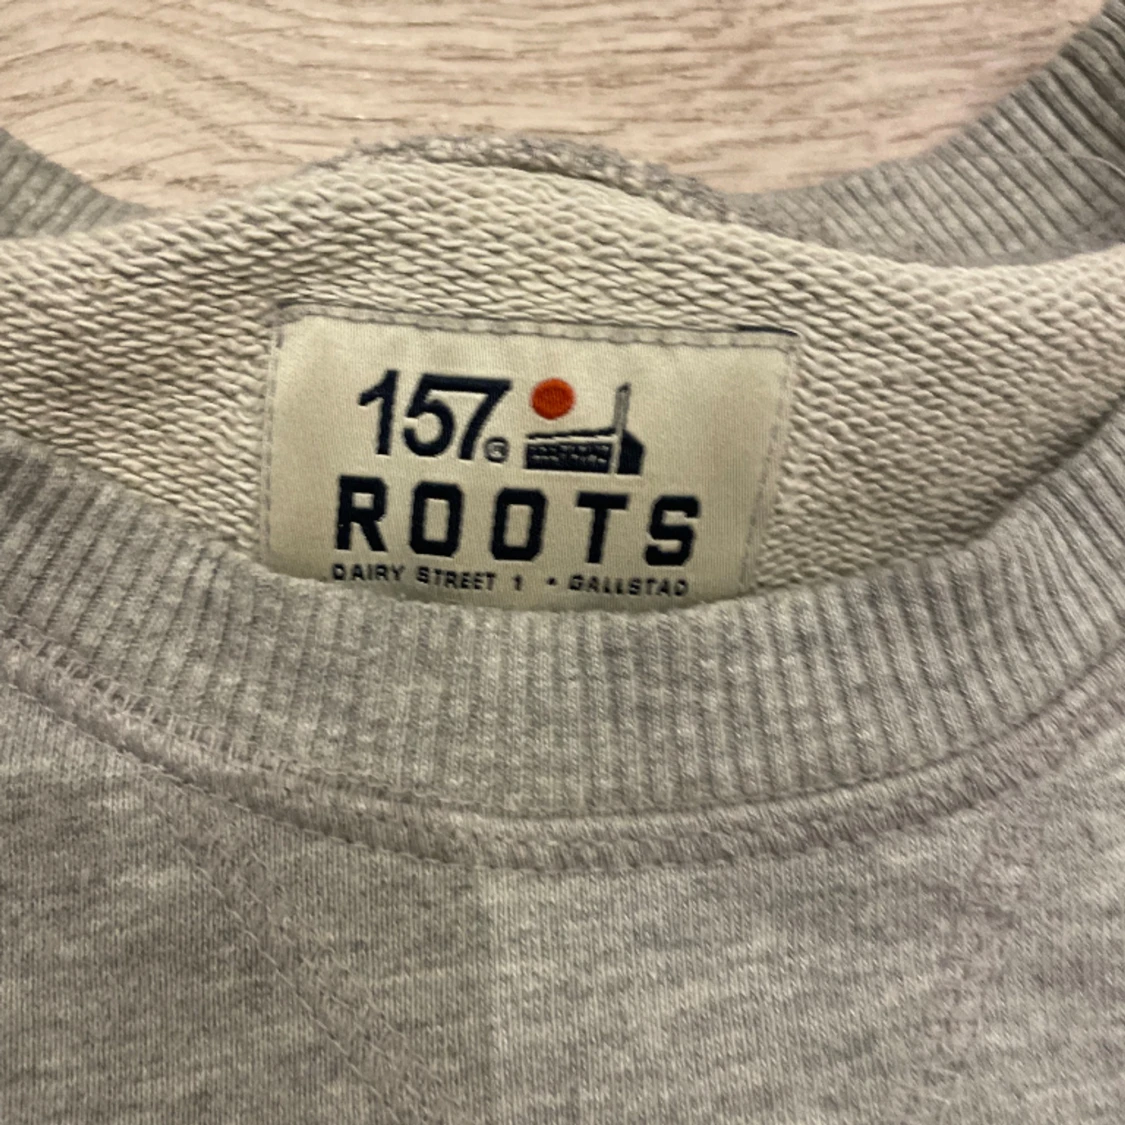 157
ROOTS
DAIRY STREET 1 • GALLSTAD